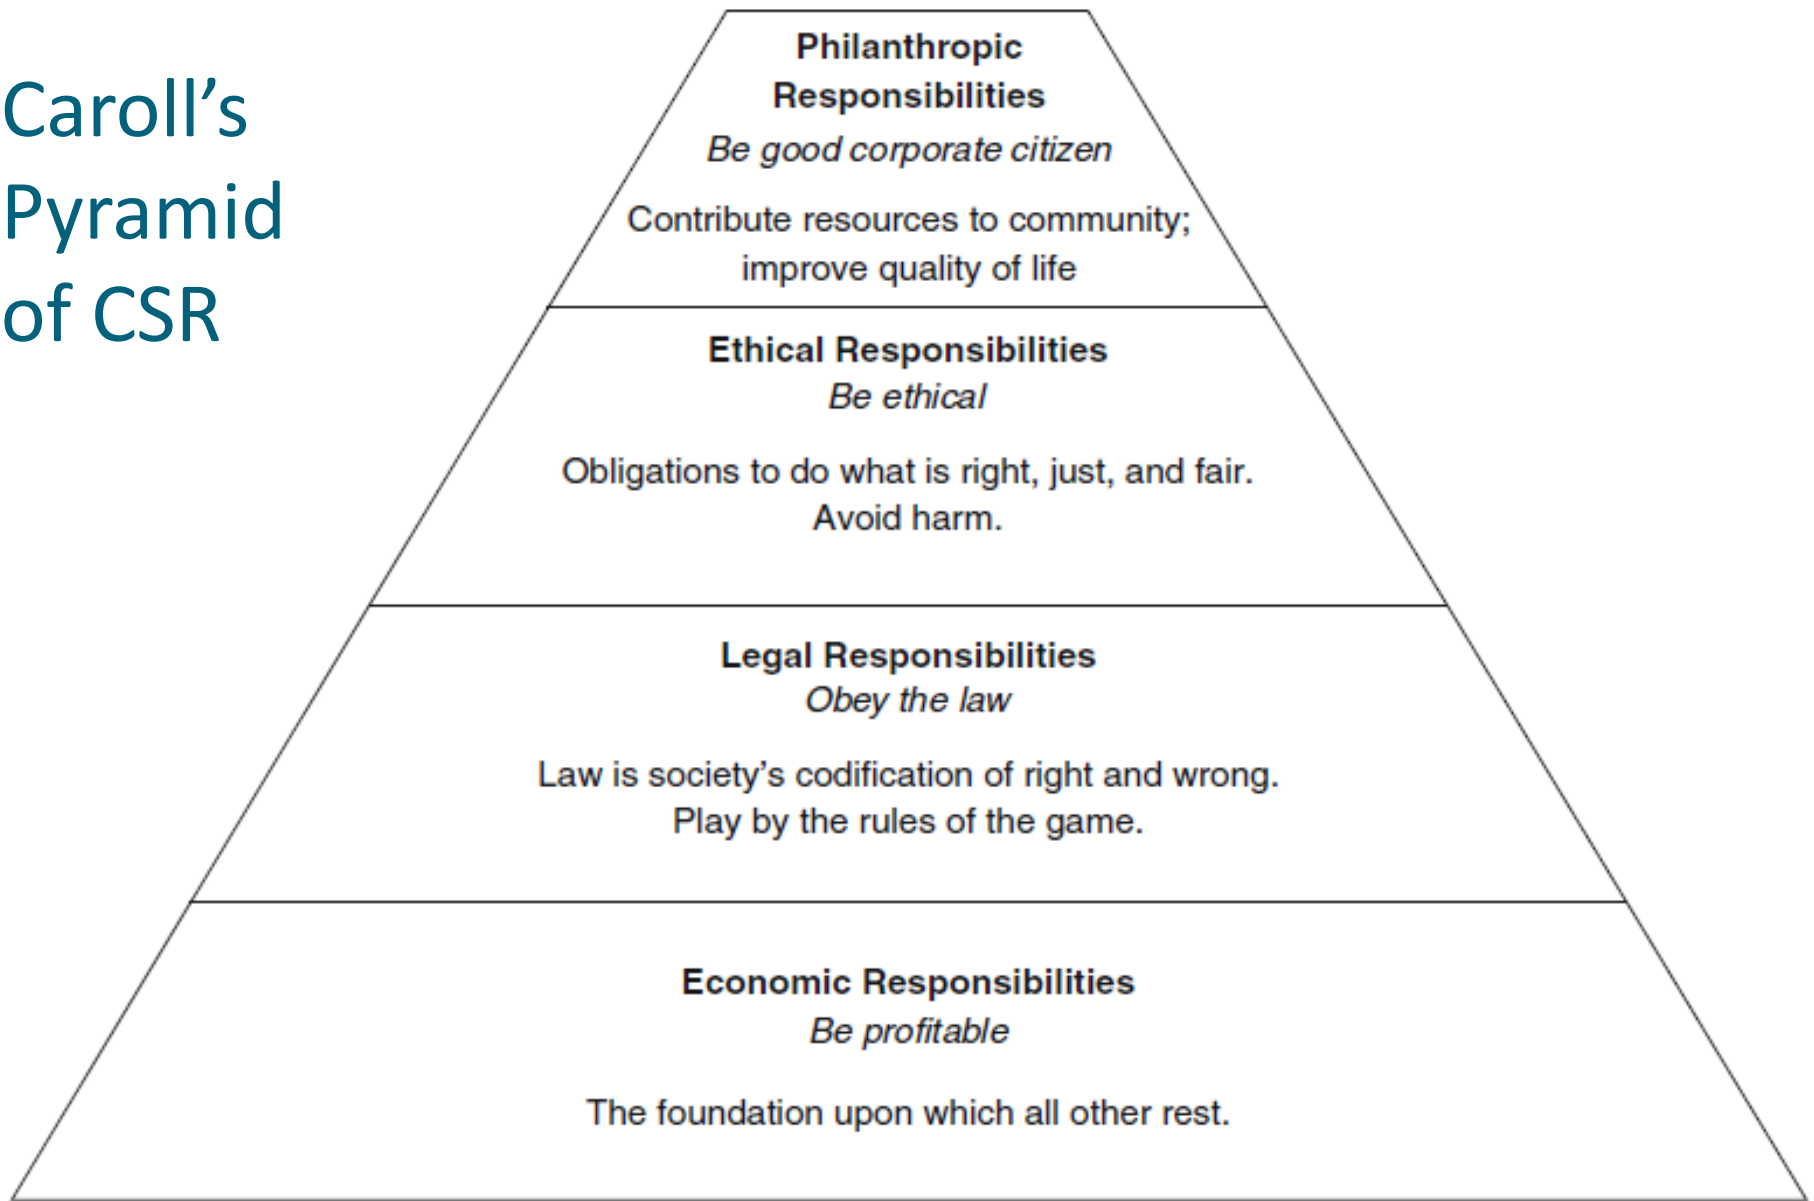 Caroll’s
Pyramid
of CSR
Philanthropic
Responsibilities
Be good corporate citizen
Contribute resources to community;
improve quality of life
Ethical Responsibilities
Be ethical
Obligations to do what is right, just, and fair.
Avoid harm.
Legal Responsibilities
Obey the law
Law is society’s codification of right and wrong.
Play by the rules of the game.
Economic Responsibilities
Be profitable
The foundation upon which all other rest.